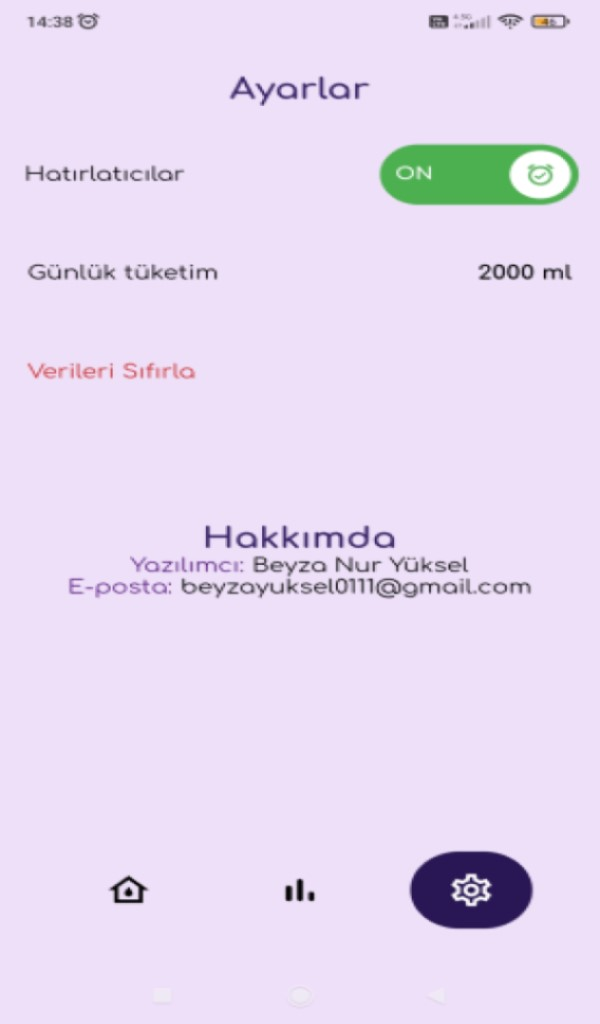 14:38
Ayarlar
Hatırlatıcılar
ON
Günlük tüketim
2000 ml
Verileri Sıfırla
Hakkımda
Yazılımcı: Beyza Nur Yüksel
E-posta: beyzayuksel0111@gmail.com